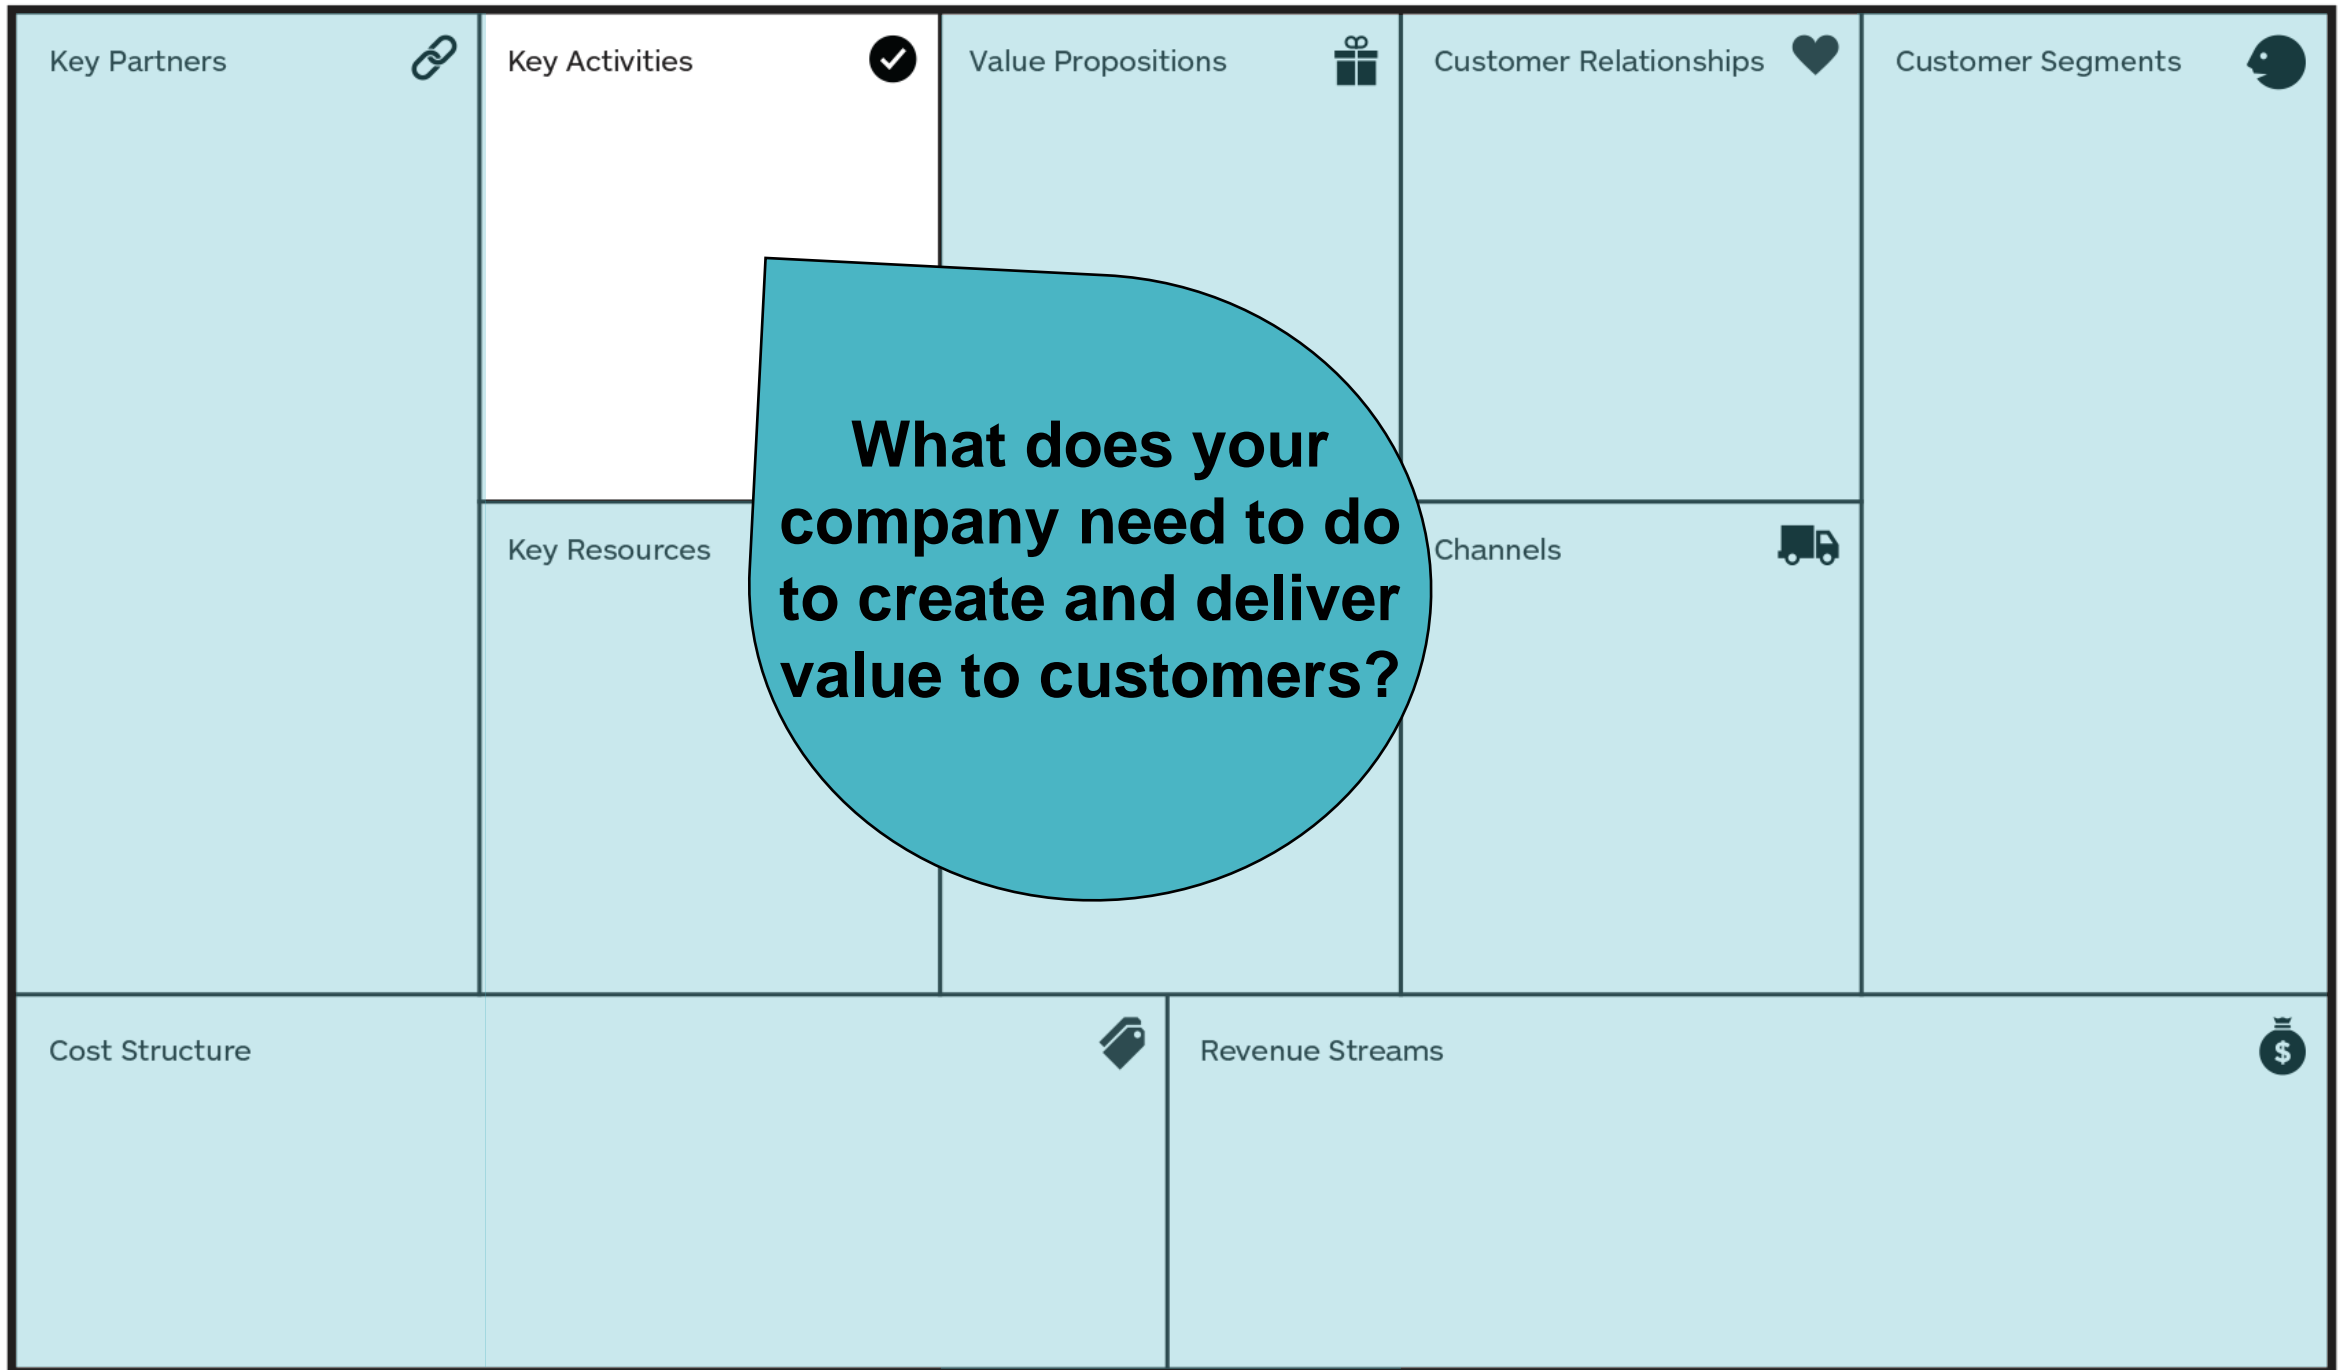 Key Partners
Key Activities
Value Propositions
Customer Relationships
Customer Segments
What does your
company need to do
to create and deliver
value to customers?
Key Resources
Channels
Cost Structure
Revenue Streams
$